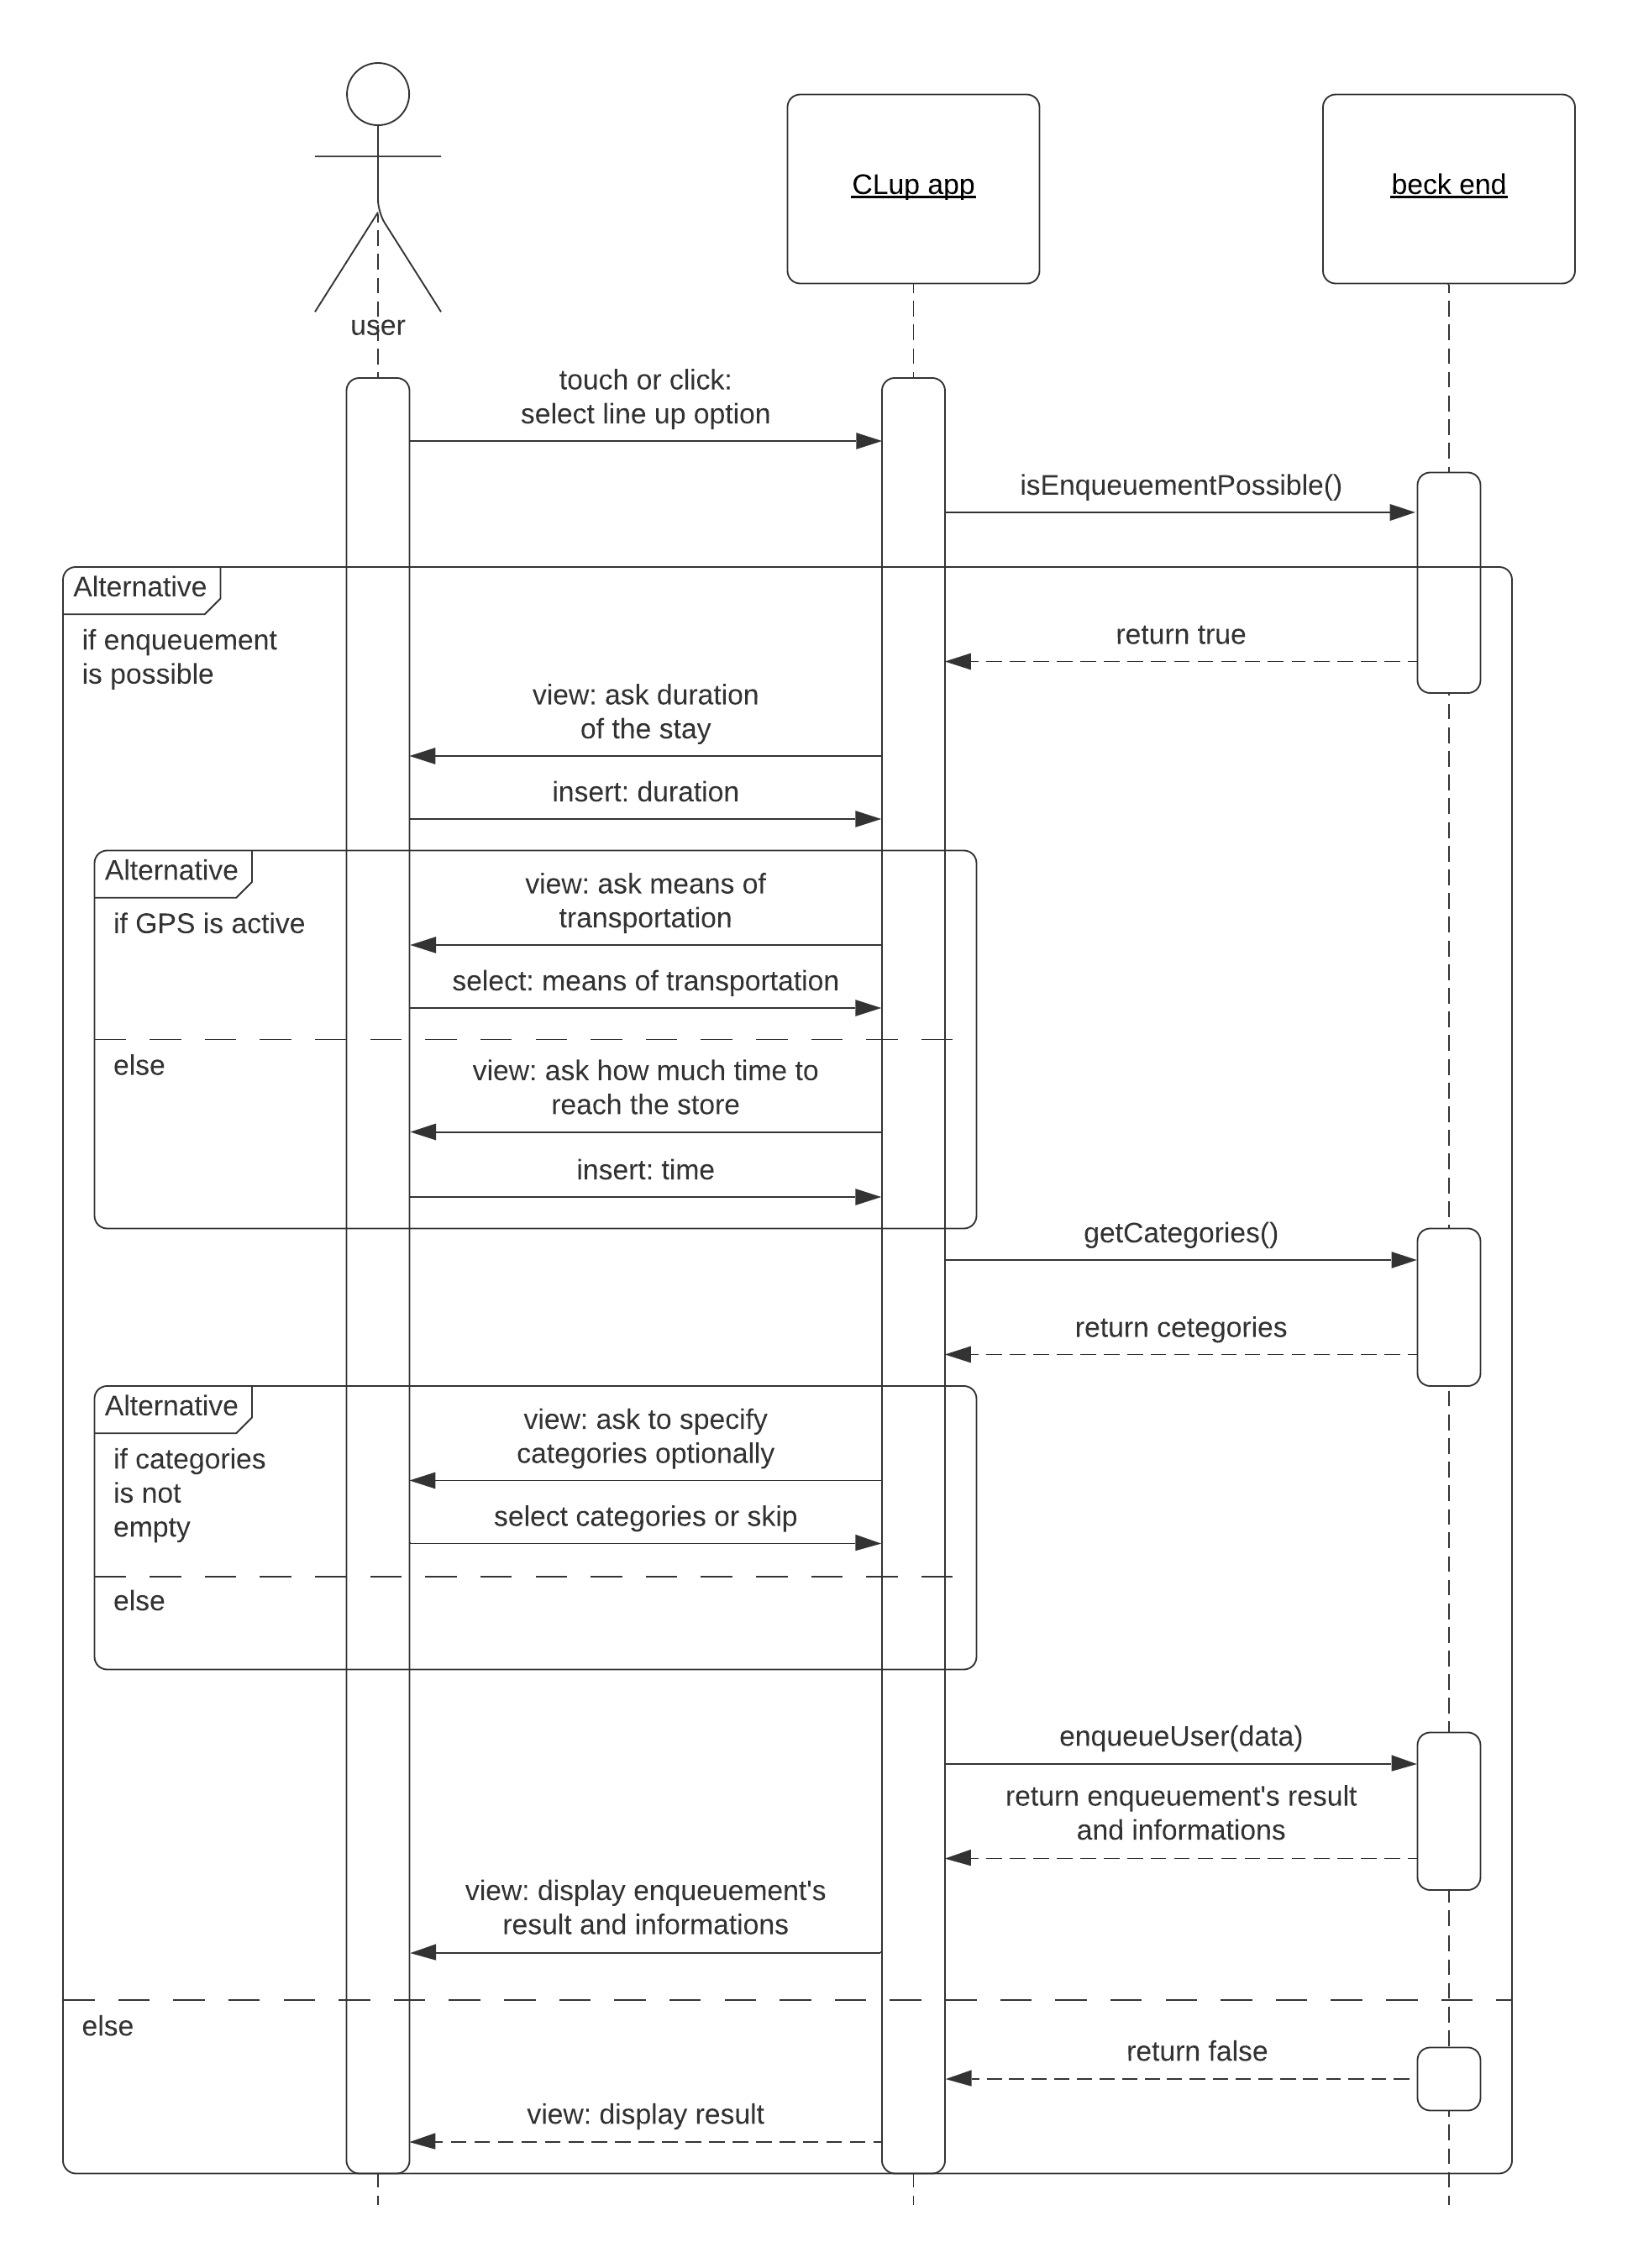 CLup app
beck end
user
touch or click:
select line up option
isEnqueuementPossible()
Alternative
if enqueuement
is possible
return true
view: ask duration
of the stay
insert: duration
Alternative
if GPS is active
view: ask means of
transportation
select: means of transportation
else
view: ask how much time to
reach the store
insert: time
getCategories()
return cetegories
Alternative
if categories
is not
empty
view: ask to specify
categories optionally
select categories or skip
else
enqueueUser(data)
return enqueuement's result
and informations
view: display enqueuement's
result and informations
else
return false
view: display result